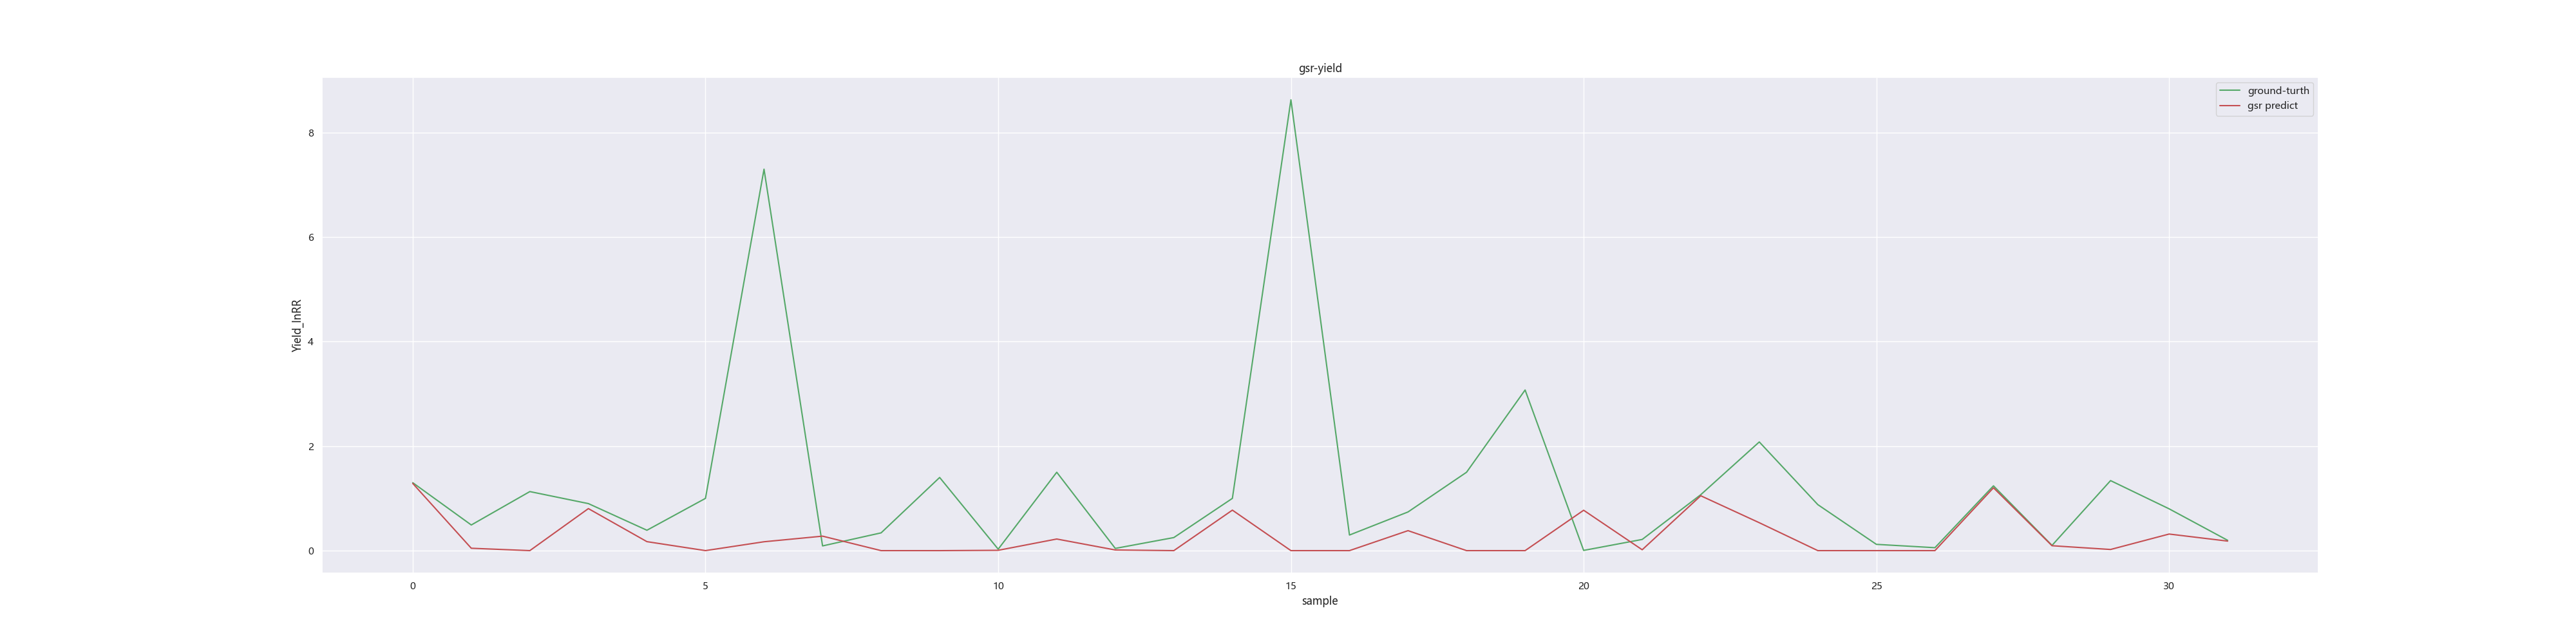 gsr-yield
ground-turth
gsr predict
8
6
4
2
0
Yield_lnRR
0 5 10 15 20 25 30
sample